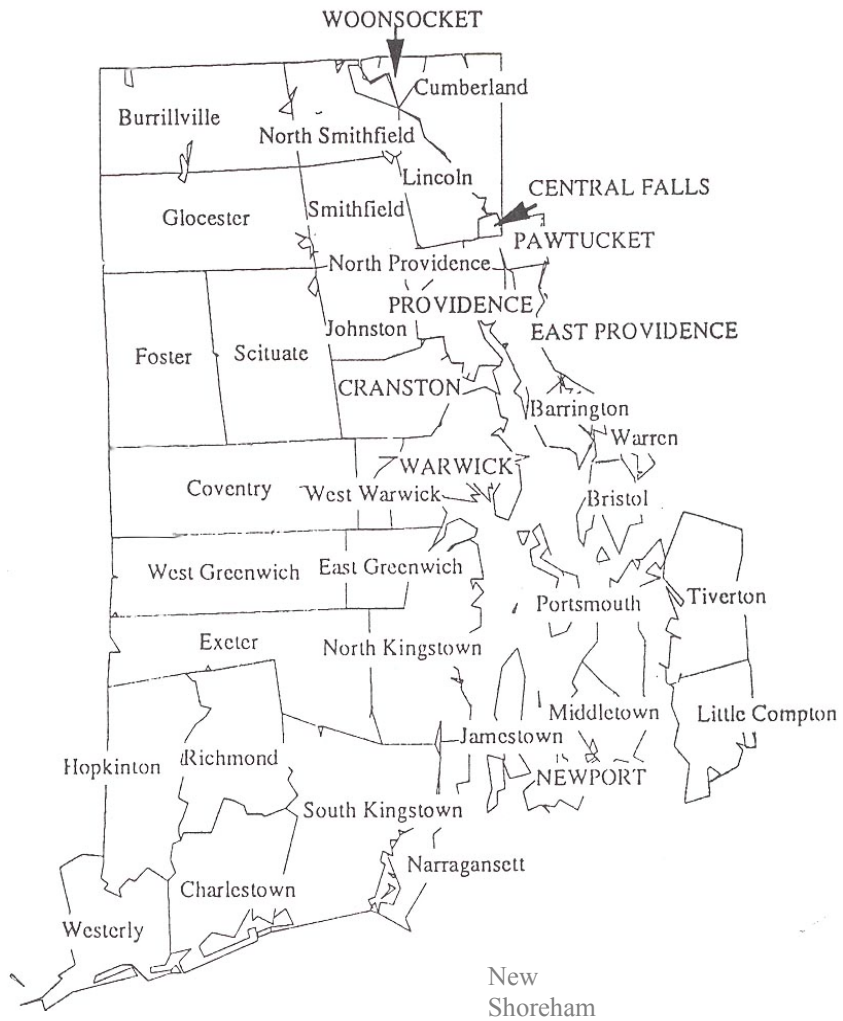 WOONSOCKET
Cumberland
Burrillville
North Smithfield
Lincoln
CENTRAL FALLS
Smithfield
Glocester
PAWTUCKET
North Providence
PROVIDENCE
Johnston
EAST PROVIDENCE
Foster
Scituate
CRANSTON
Barrington
Warren
WARWICK
Coventry
West Warwick
Bristol
West Greenwich
East Greenwich
Portsmouth
Tiverton
Exeter
North Kingstown
Middletown
Little Compton
Jamestown
Hopkinton
Richmond
NEWPORT
South Kingstown
Narragansett
Charlestown
Westerly
New
Shoreham